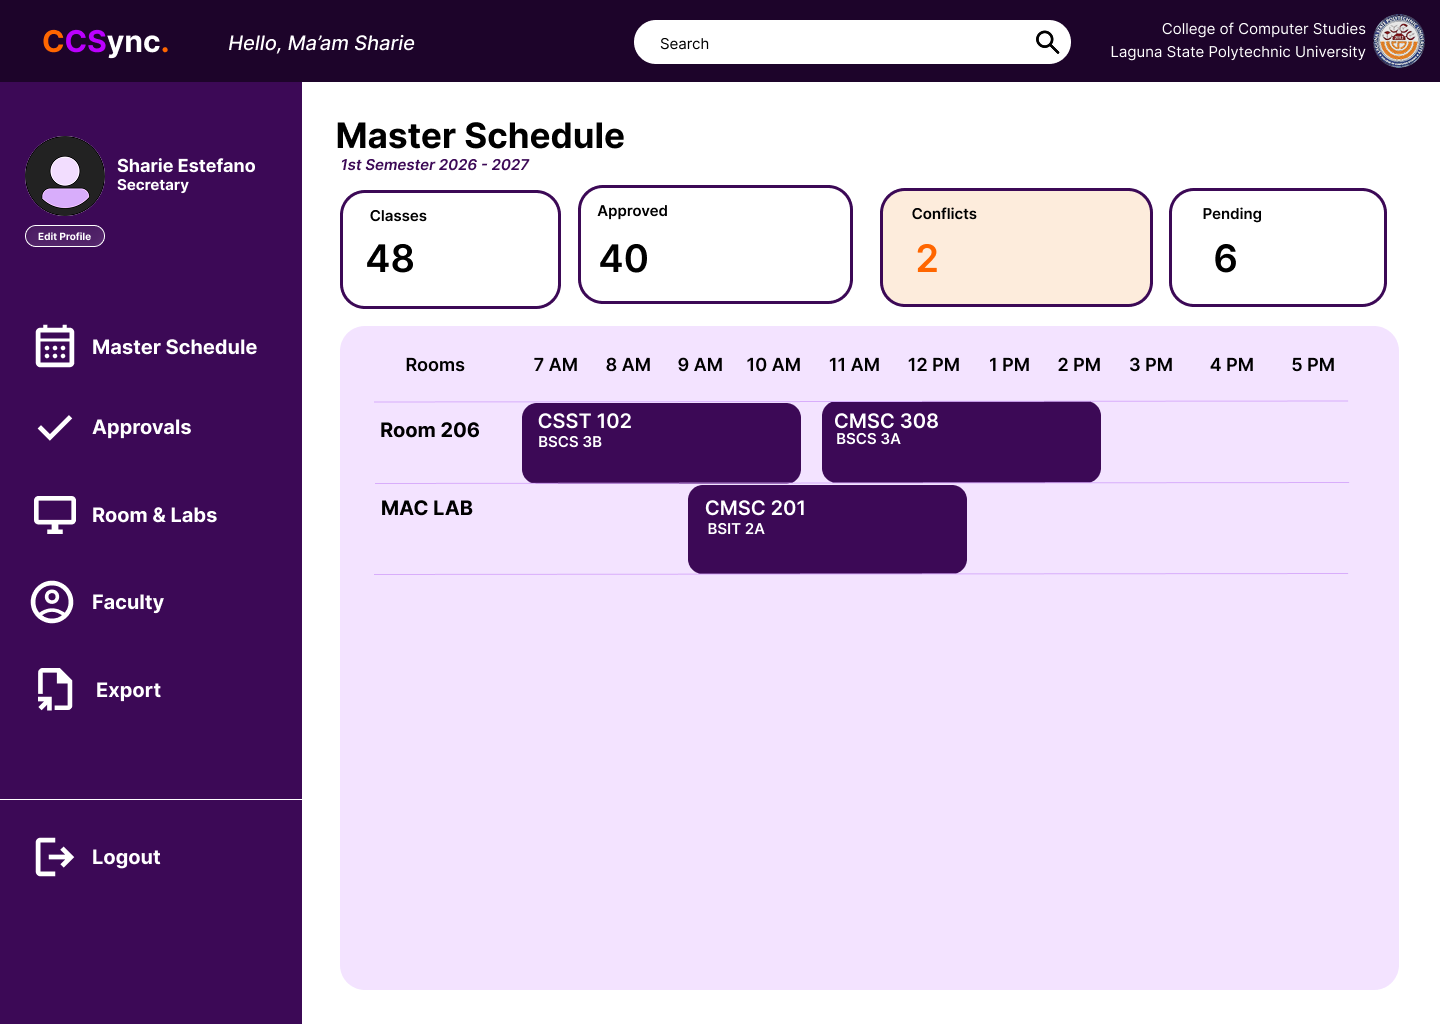 CCSync.
Hello, Ma’am Sharie
Search
College of Computer Studies
Laguna State Polytechnic University
Sharie Estefano
Secretary
Edit Profile
Master Schedule
Approvals
Room & Labs
Faculty
Export
Logout
Master Schedule
1st Semester 2026 - 2027
Classes
48
Approved
40
Conflicts
2
Pending
6
Rooms 7 AM 8 AM 9 AM 10 AM 11 AM 12 PM 1 PM 2 PM 3 PM 4 PM 5 PM
Room 206
CSST 102
BSCS 3B
CMSC 308
BSCS 3A
MAC LAB
CMSC 201
BSIT 2A